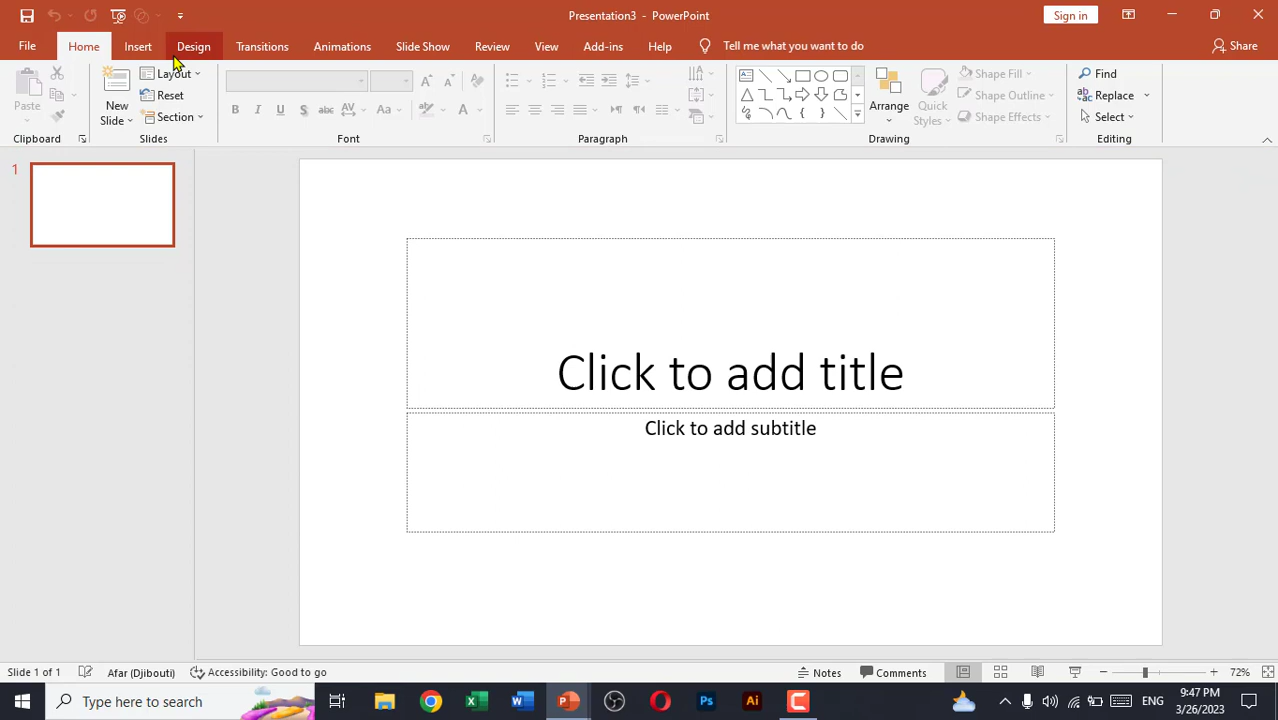 Presentation3 - PowerPoint
Sign in
File Home Insert Design Transitions Animations Slide Show Review View Add-ins Help Tell me what you want to do Share
Paste
Clipboard
New Slide
Layout
Reset
Section
Slides
B I U S abc AV Aa A
Font
Paragraph
Arrange
Quick Styles
Shape Fill
Shape Outline
Shape Effects
Drawing
Find
Replace
Select
Editing
1
Click to add title
Click to add subtitle
Slide 1 of 1 Afar (Djibouti) Accessibility: Good to go Notes Comments 72%
Type here to search
ENG
9:47 PM
3/26/2023